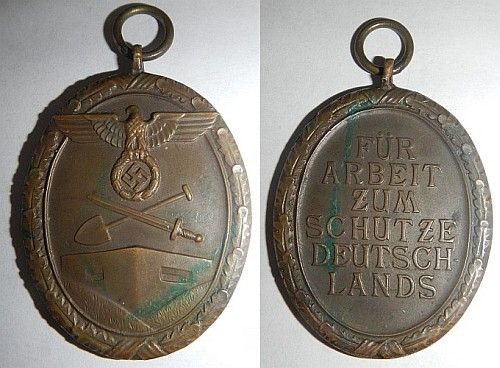 FÜR
ARBEIT
ZUM
SCHUTZE
DEUTSCH-
LANDS